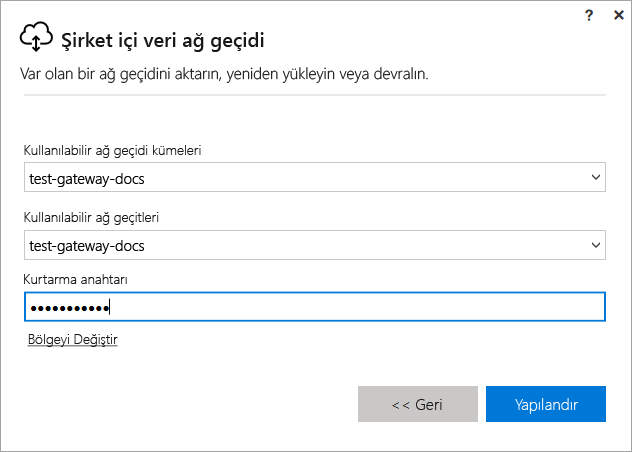 ? ×
Şirket içi veri ağ geçidi
Var olan bir ağ geçidini aktarın, yeniden yükleyin veya devralın.
Kullanılabilir ağ geçidi kümeleri
test-gateway-docs
Kullanılabilir ağ geçitleri
test-gateway-docs
Kurtarma anahtarı
●●●●●●●●●●●
Bölgeyi Değiştir
<< Geri
Yapılandır